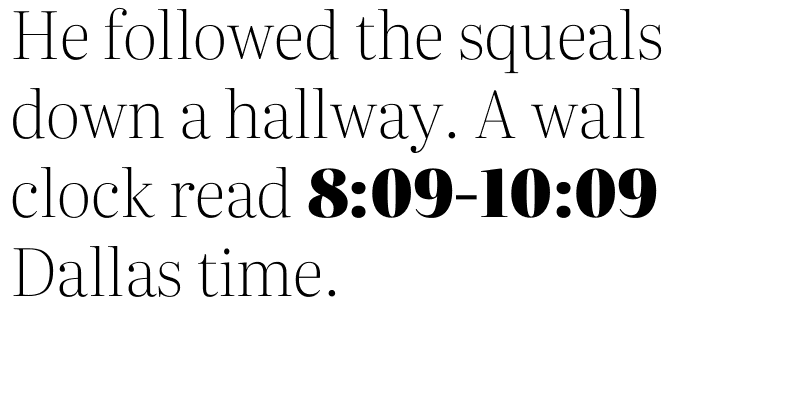 He followed the squeals
down a hallway. A wall
clock read 8:09-10:09
Dallas time.